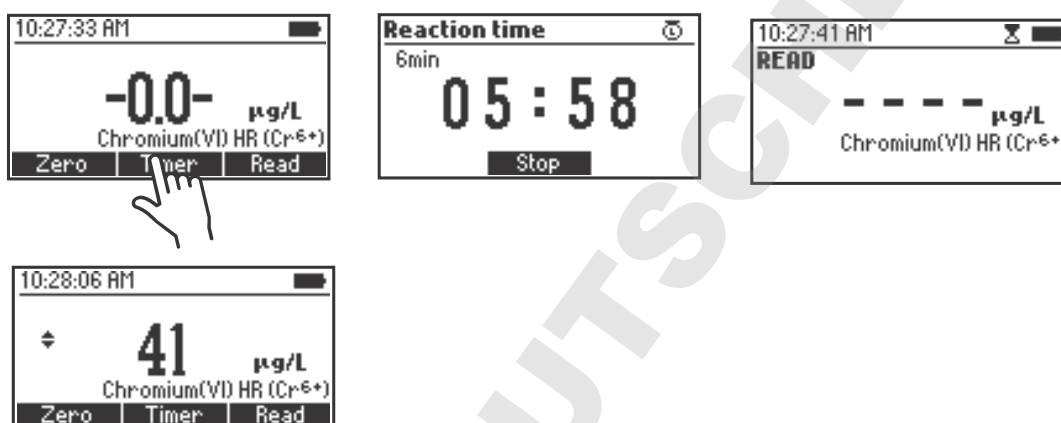 10:27:33 AM
-0.0- µg/L
Chromium(VI) HR (Cr6+)
Zero Timer Read
Reaction time
6min
05:58
Stop
10:27:41 AM
READ
---- µg/L
Chromium(VI) HR (Cr6+
10:28:06 AM
41 µg/L
Chromium(VI) HR (Cr6+)
Zero Timer Read
UTSCH